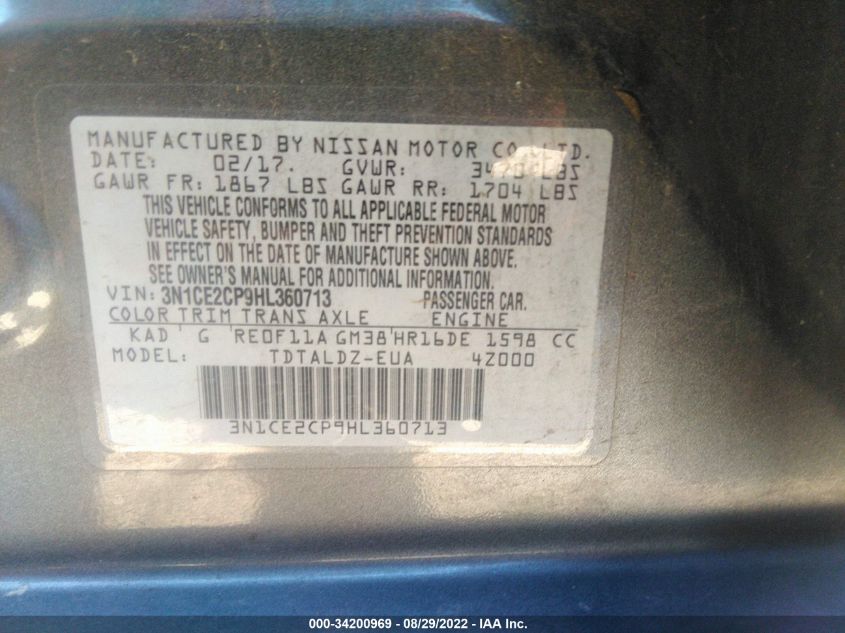 MANUFACTURED BY NISSAN MOTOR CO., LTD.
DATE: 02/17. GVWR: LBS
GAWR FR: 1867 LBS GAWR RR: 1704 LBS
THIS VEHICLE CONFORMS TO ALL APPLICABLE FEDERAL MOTOR
VEHICLE SAFETY, BUMPER AND THEFT PREVENTION STANDARDS
IN EFFECT ON THE DATE OF MANUFACTURE SHOWN ABOVE.
SEE OWNER'S MANUAL FOR ADDITIONAL INFORMATION.
VIN: 3N1CE2CP9HL360713 PASSENGER CAR.
COLOR TRIM TRANS AXLE ENGINE
KAD G RE0F11A GM38 HR16DE 1598 CC
MODEL: TDTALDZ-EUA 4Z000
3N1CE2CP9HL360713
000-34200969 - 08/29/2022 - IAA Inc.